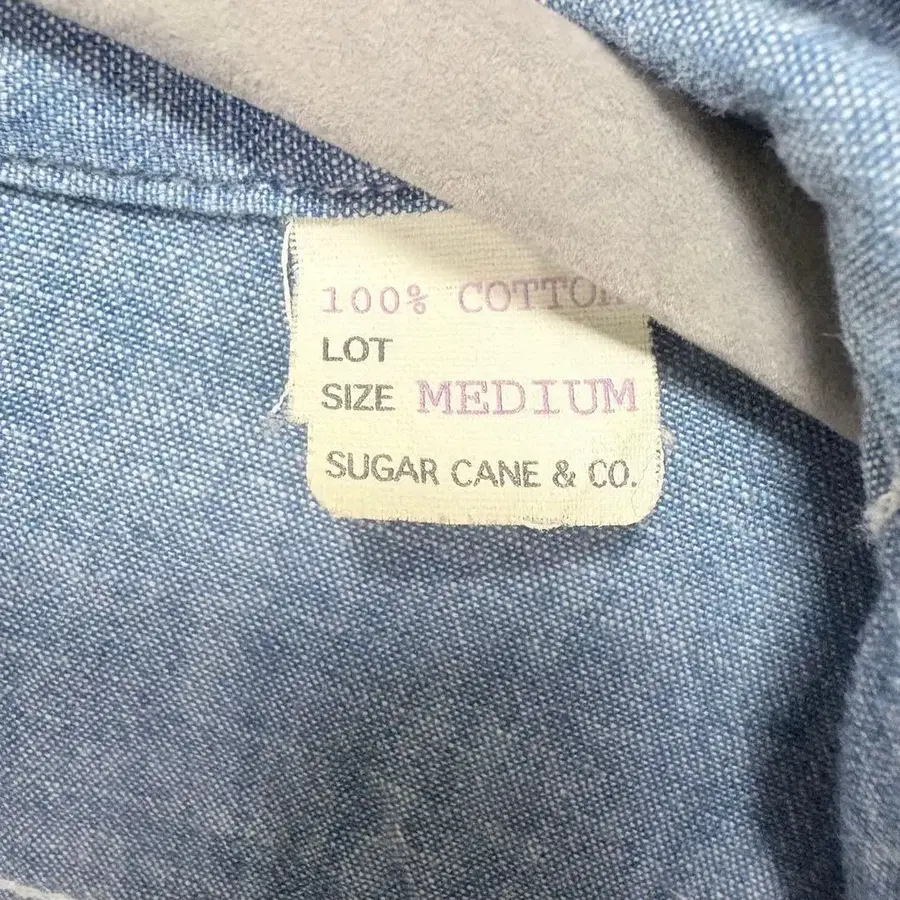 100% COTTON
LOT
SIZE MEDIUM
SUGAR CANE & CO.